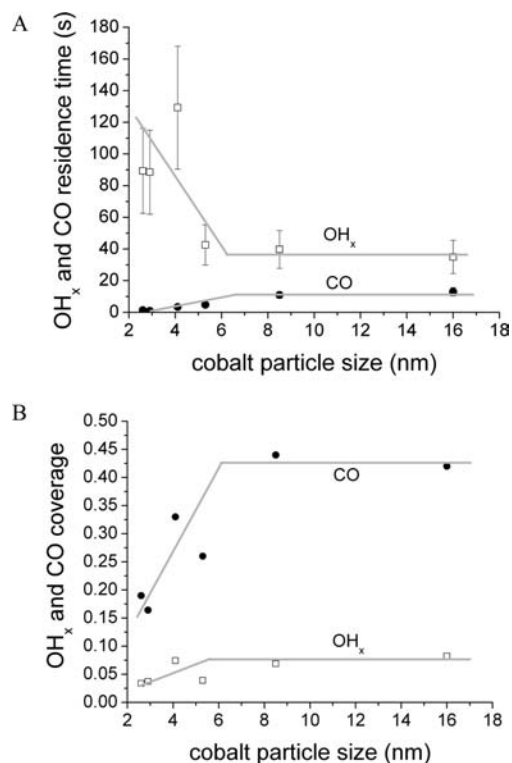 A
OHₓ and CO residence time (s)
180
160
140
120
100
80
60
40
20
0
OHₓ
CO
2 4 6 8 10 12 14 16 18
cobalt particle size (nm)
B
OHₓ and CO coverage
0.50
0.45
0.40
0.35
0.30
0.25
0.20
0.15
0.10
0.05
0.00
CO
OHₓ
2 4 6 8 10 12 14 16 18
cobalt particle size (nm)